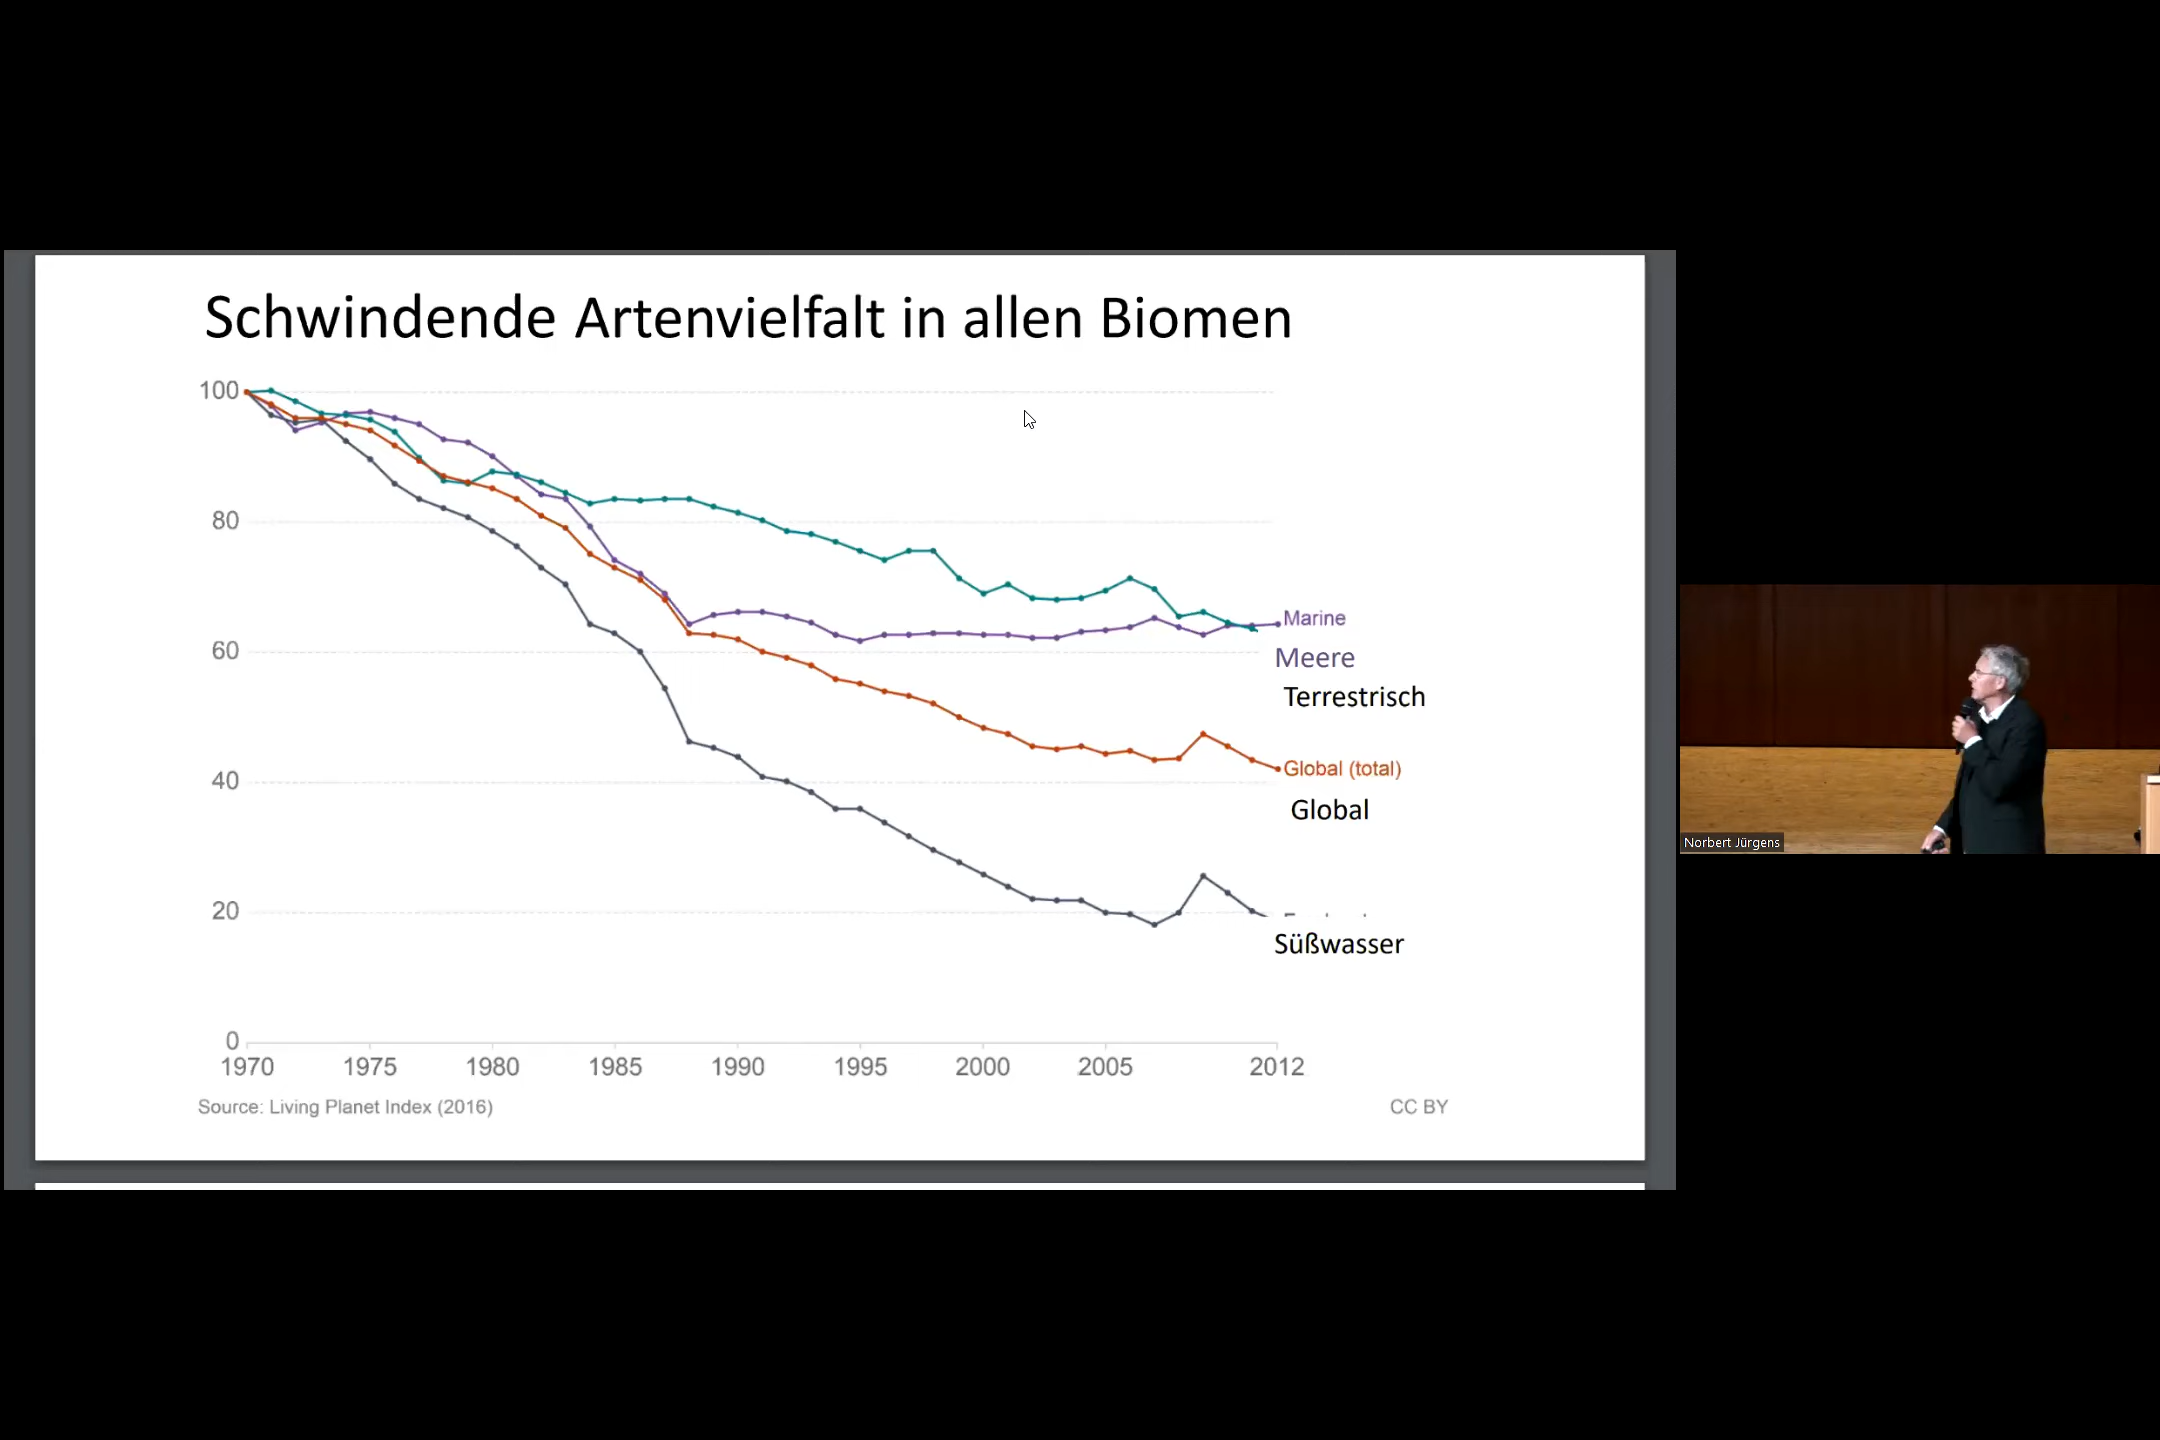 Schwindende Artenvielfalt in allen Biomen
100
80
60
40
20
0
Marine
Meere
Terrestrisch
Global (total)
Global
Süßwasser
1970 1975 1980 1985 1990 1995 2000 2005 2012
Source: Living Planet Index (2016)
CC BY
Norbert Jürgens